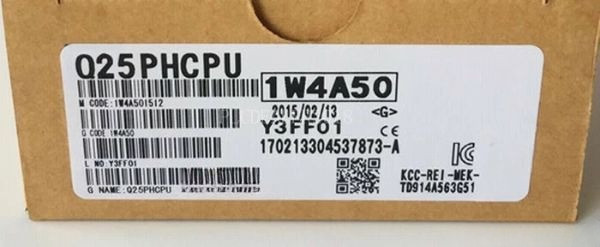 Q25PHCPU
1W4A50
M CODE:1W4A501512
2015/02/13 <G>
Y3FF01 CE
G CODE:1W4A50
170213304537873-A
L NO:Y3FF01
KCC-REI-MEK-
TD914A563G51
G NAME:Q25PHCPU